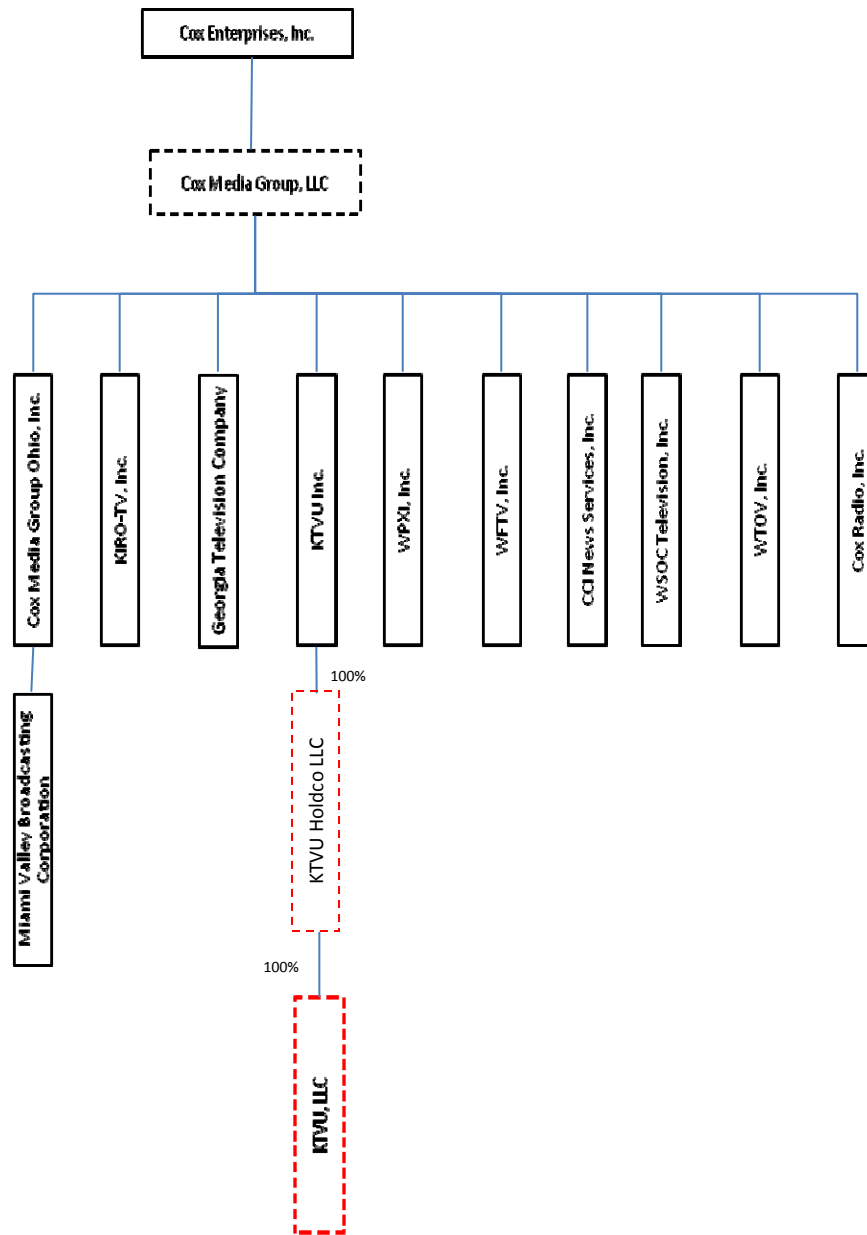 Cox Enterprises, Inc.
Cox Media Group, LLC
Cox Media Group Ohio, Inc.
KIRO-TV, Inc.
Georgia Television Company
KTVU Inc.
WPXI, Inc.
WFTV, Inc.
CCI News Services, Inc.
WSOC Television, Inc.
WTOV, Inc.
Cox Radio, Inc.
100%
Miami Valley Broadcasting
Corporation
KTVU Holdco LLC
100%
KTVU, LLC